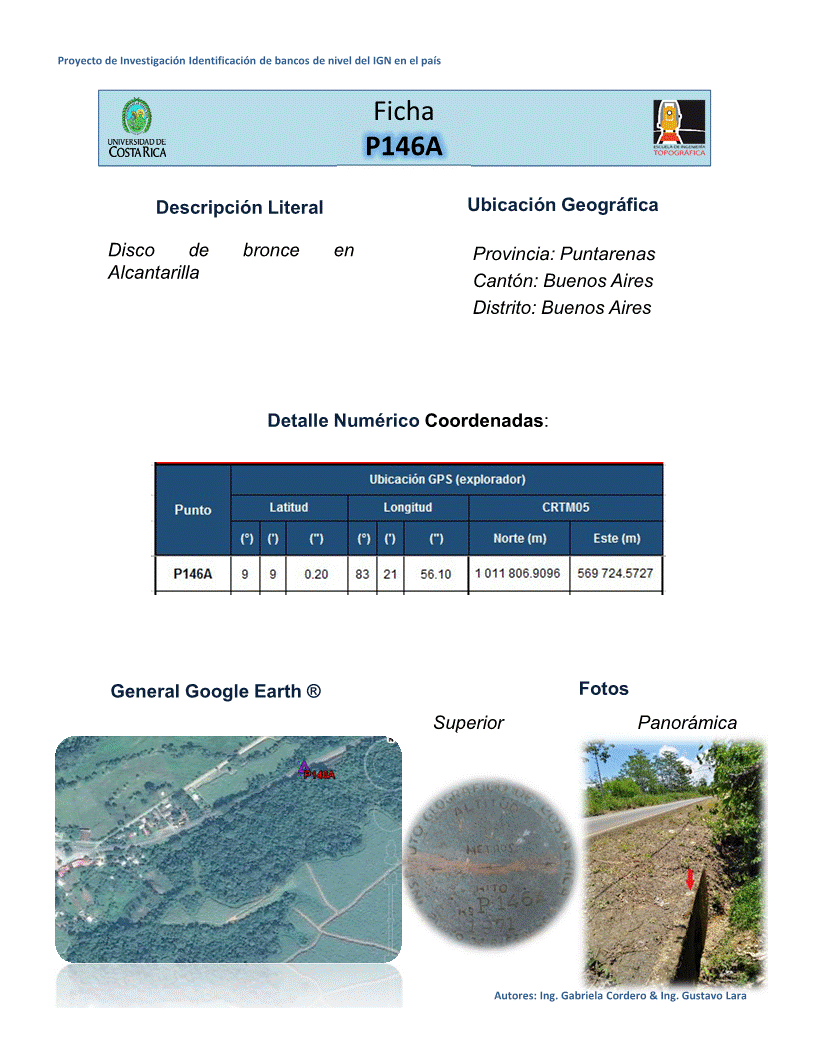 Proyecto de Investigación Identificación de bancos de nivel del IGN en el país
Ficha
P146A
UNIVERSIDAD DE
COSTA RICA
ESCUELA DE INGENIERÍA
TOPOGRÁFICA
Descripción Literal
Disco de bronce en
Alcantarilla
Ubicación Geográfica
Provincia: Puntarenas
Cantón: Buenos Aires
Distrito: Buenos Aires
Detalle Numérico Coordenadas:
Punto
Ubicación GPS (explorador)
Latitud Longitud CRTM05
(°) (') (") (°) (') (") Norte (m) Este (m)
P146A 9 9 0.20 83 21 56.10 1 011 806.9096 569 724.5727
General Google Earth ®
P146A
Fotos
Superior
Panorámica
ALTITUD
METROS
HITO
Autores: Ing. Gabriela Cordero & Ing. Gustavo Lara